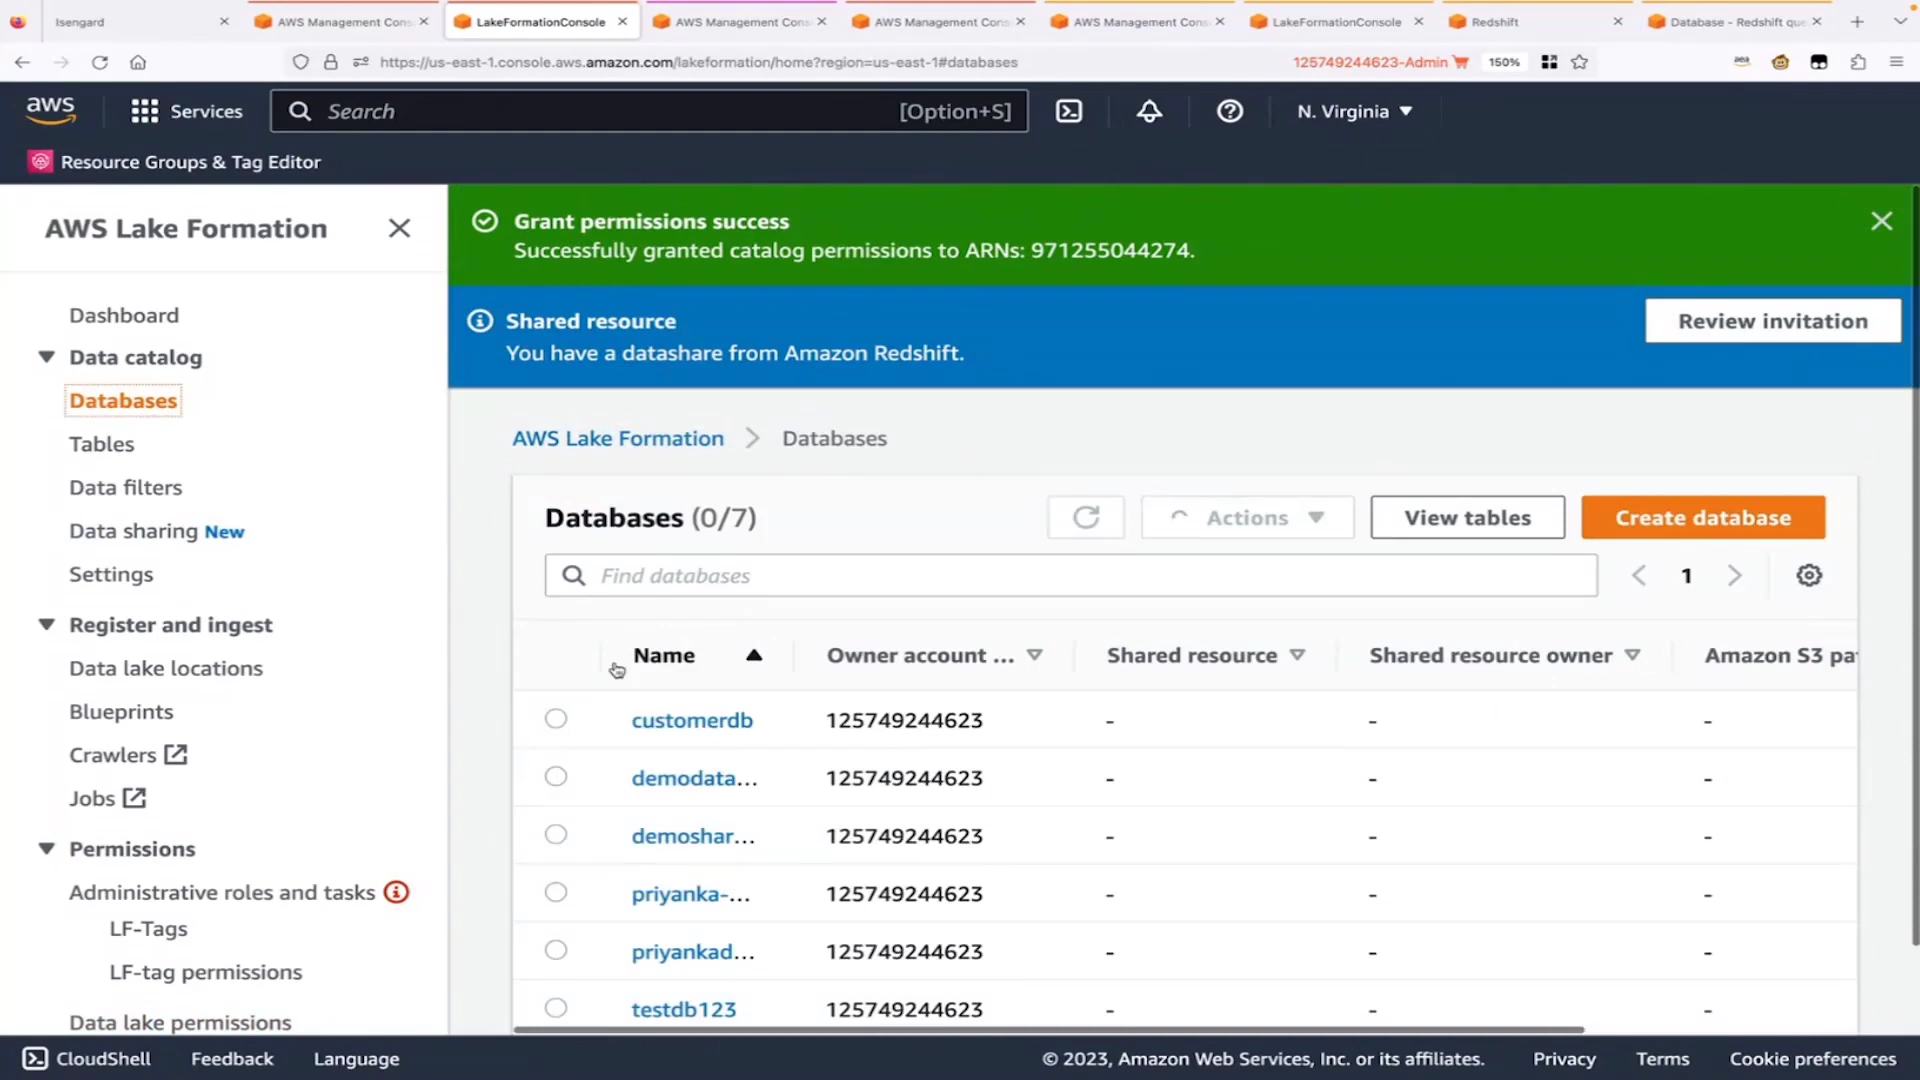 Isengard
AWS Management Cons
LakeFormationConsole
AWS Management Cons
AWS Management Cons
AWS Management Cons
LakeFormationConsole
Redshift
Database - Redshift que
https://us-east-1.console.aws.amazon.com/lakeformation/home?region=us-east-1#databases
125749244623-Admin
150%
aws
Services
Search
[Option+S]
N. Virginia
Resource Groups & Tag Editor
AWS Lake Formation
Dashboard
Data catalog
Databases
Tables
Data filters
Data sharing New
Settings
Register and ingest
Data lake locations
Blueprints
Crawlers
Jobs
Permissions
Administrative roles and tasks
LF-Tags
LF-tag permissions
Data lake permissions
Grant permissions success
Successfully granted catalog permissions to ARNs: 971255044274.
Shared resource
You have a datashare from Amazon Redshift.
Review invitation
AWS Lake Formation > Databases
Databases (0/7)
Actions
View tables
Create database
Find databases
1
Name Owner account ... Shared resource Shared resource owner Amazon S3 pa
customerdb 125749244623 - - -
demodata... 125749244623 - - -
demoshar... 125749244623 - - -
priyanka-... 125749244623 - - -
priyankad... 125749244623 - - -
testdb123 125749244623 - - -
CloudShell
Feedback
Language
© 2023, Amazon Web Services, Inc. or its affiliates.
Privacy
Terms
Cookie preferences